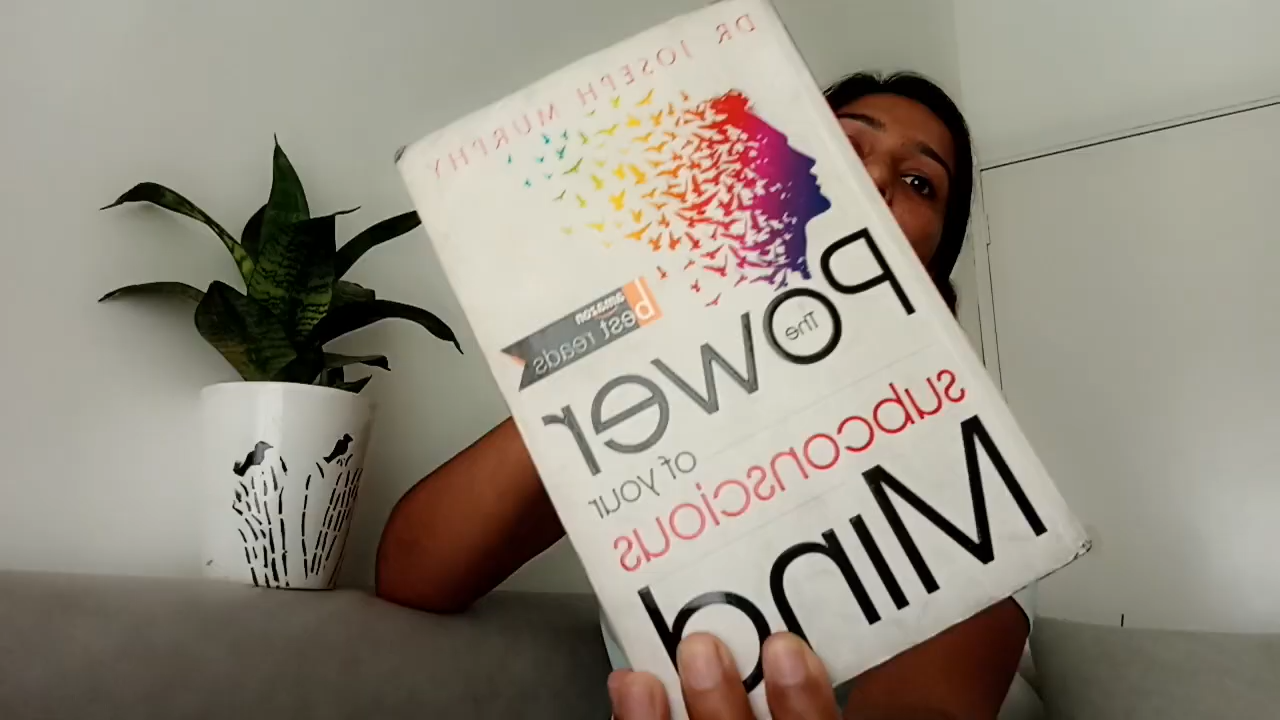 DR JOSEPH MURPHY
amazon
best reads
The
Power
of your
subconscious
Mind